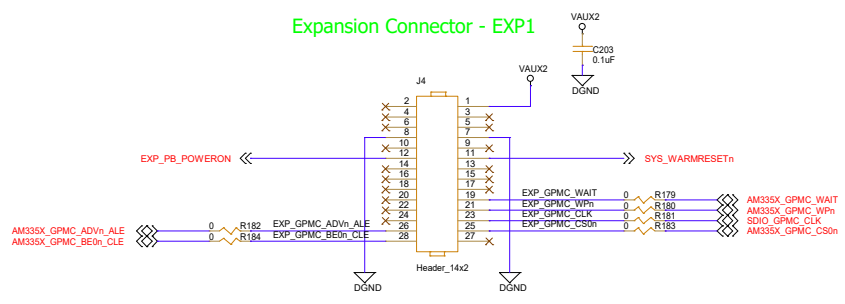 Expansion Connector - EXP1
VAUX2
C203
0.1uF
DGND
VAUX2
J4
2 1
4 3
6 5
8 7
10 9
EXP_PB_POWERON 12 11 SYS_WARMRESETn
14 13
16 15
18 17
20 19 EXP_GPMC_WAIT 0 R179 AM335X_GPMC_WAIT
22 21 EXP_GPMC_WPn 0 R180 AM335X_GPMC_WPn
24 23 EXP_GPMC_CLK 0 R181 SDIO_GPMC_CLK
AM335X_GPMC_ADVn_ALE 0 R182 EXP_GPMC_ADVn_ALE 26 25 EXP_GPMC_CS0n 0 R183 AM335X_GPMC_CS0n
AM335X_GPMC_BE0n_CLE 0 R184 EXP_GPMC_BE0n_CLE 28 27
Header_14x2
DGND DGND